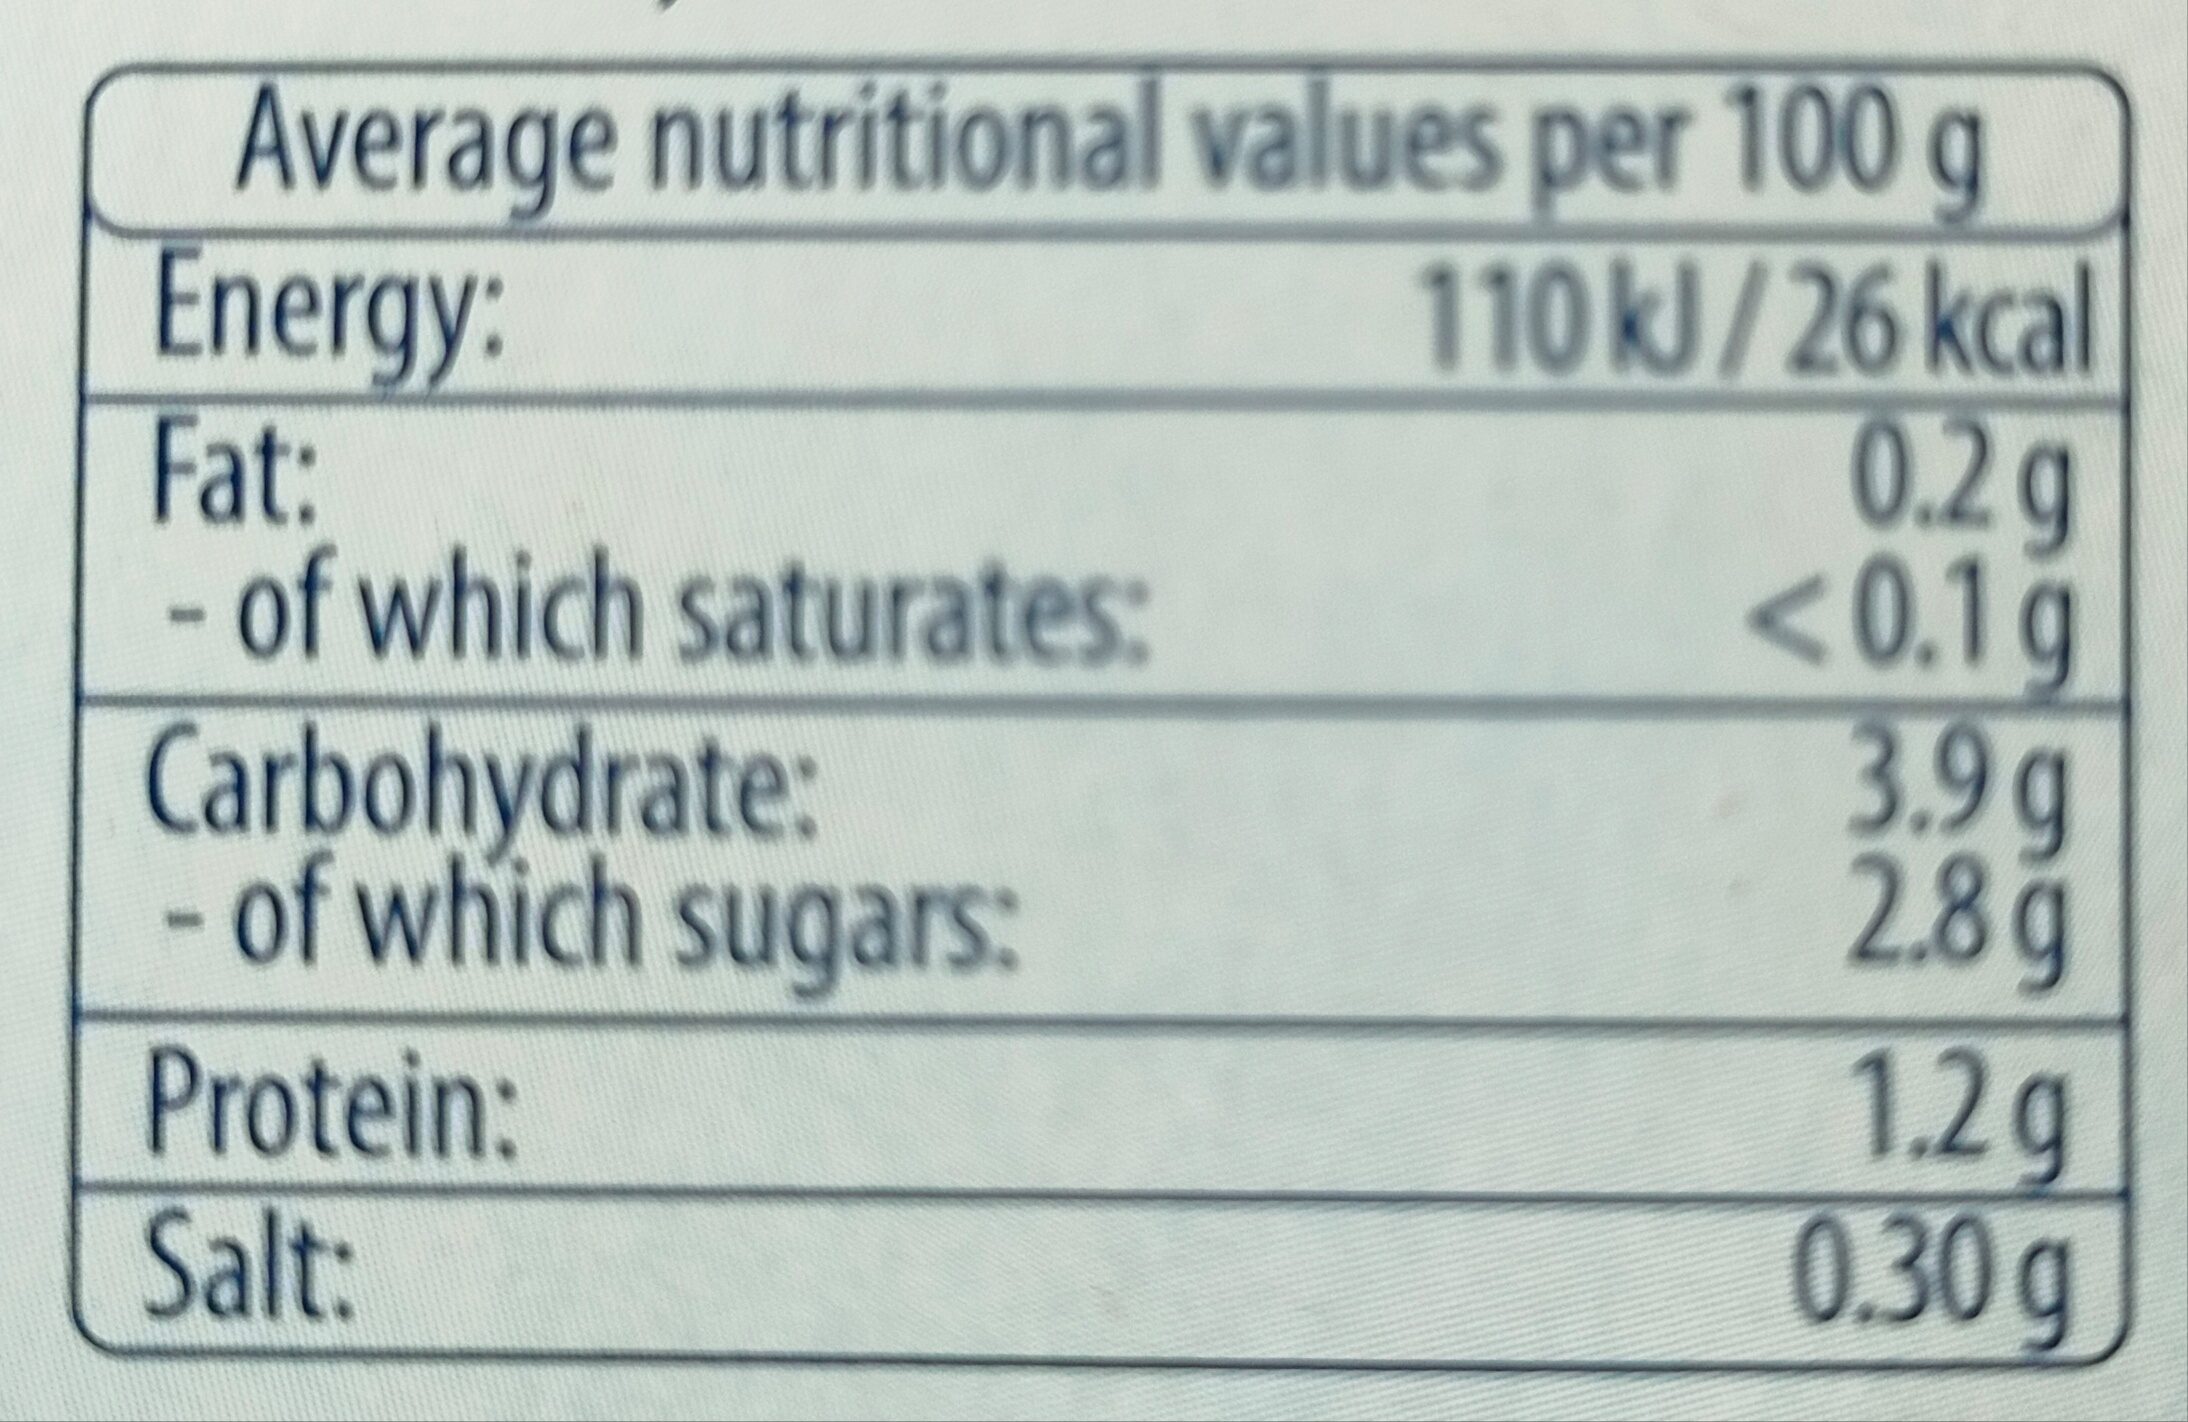 Average nutritional values per 100 g
Energy: 110 kJ / 26 kcal
Fat: 0.2 g
- of which saturates: < 0.1 g
Carbohydrate: 3.9 g
- of which sugars: 2.8 g
Protein: 1.2 g
Salt: 0.30 g